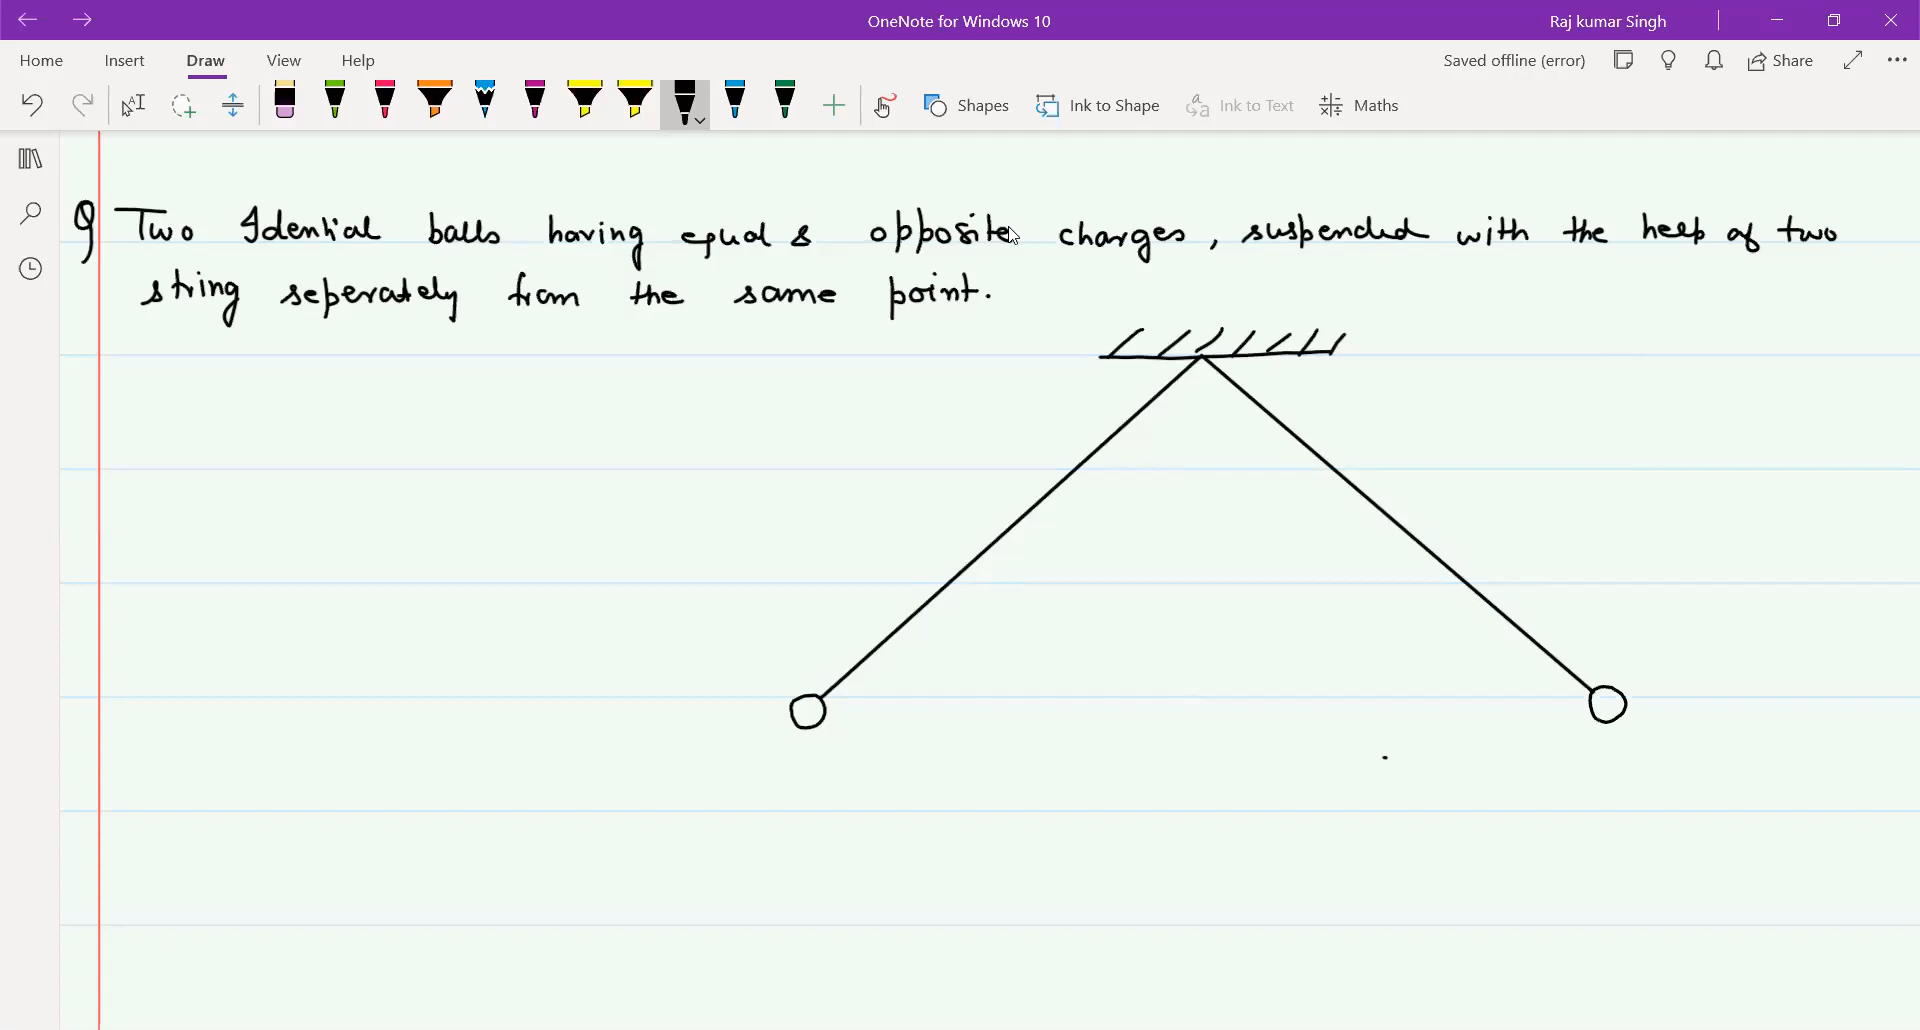 OneNote for Windows 10
Raj kumar Singh
Home Insert Draw View Help
Saved offline (error)
Share
Shapes
Ink to Shape
Ink to Text
Maths
Q Two Idential balls having equal & opposite charges, suspended with the help of two
string seperately from the same point.